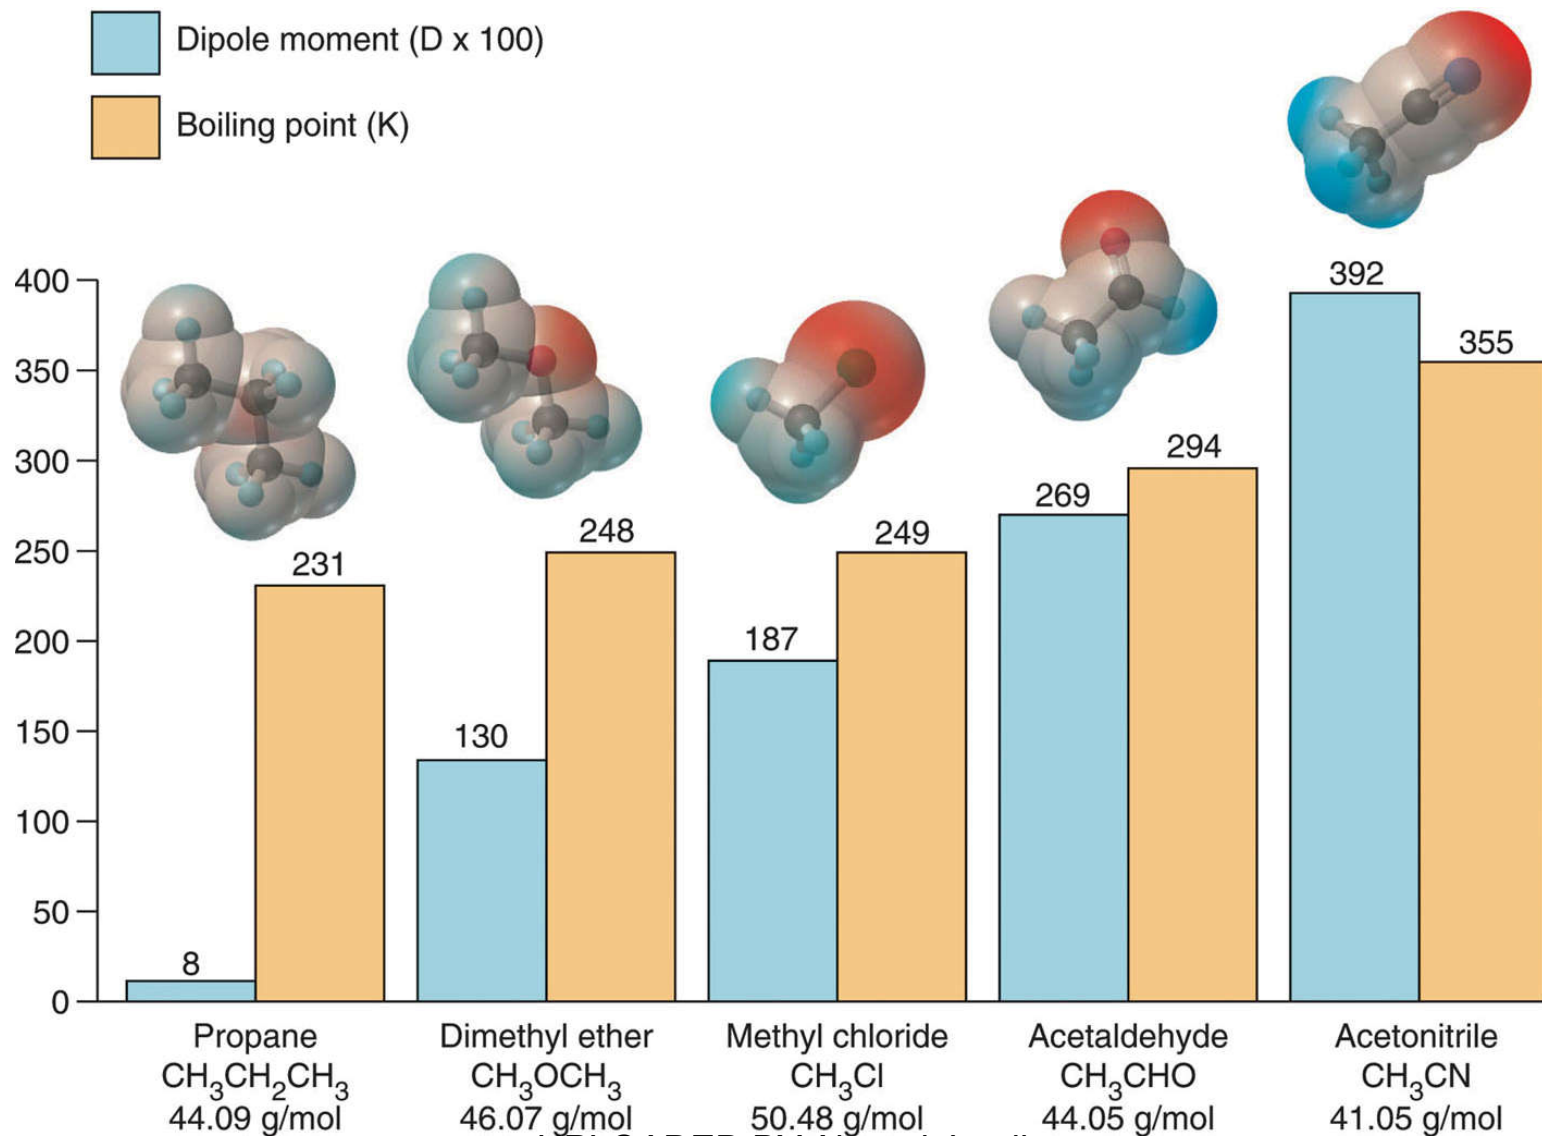 Dipole moment (D x 100)
Boiling point (K)
400
350
300
250
200
150
100
50
0
8
231
130
248
187
249
269
294
392
355
Propane
CH₃CH₂CH₃
44.09 g/mol
Dimethyl ether
CH₃OCH₃
46.07 g/mol
Methyl chloride
CH₃Cl
50.48 g/mol
Acetaldehyde
CH₃CHO
44.05 g/mol
Acetonitrile
CH₃CN
41.05 g/mol